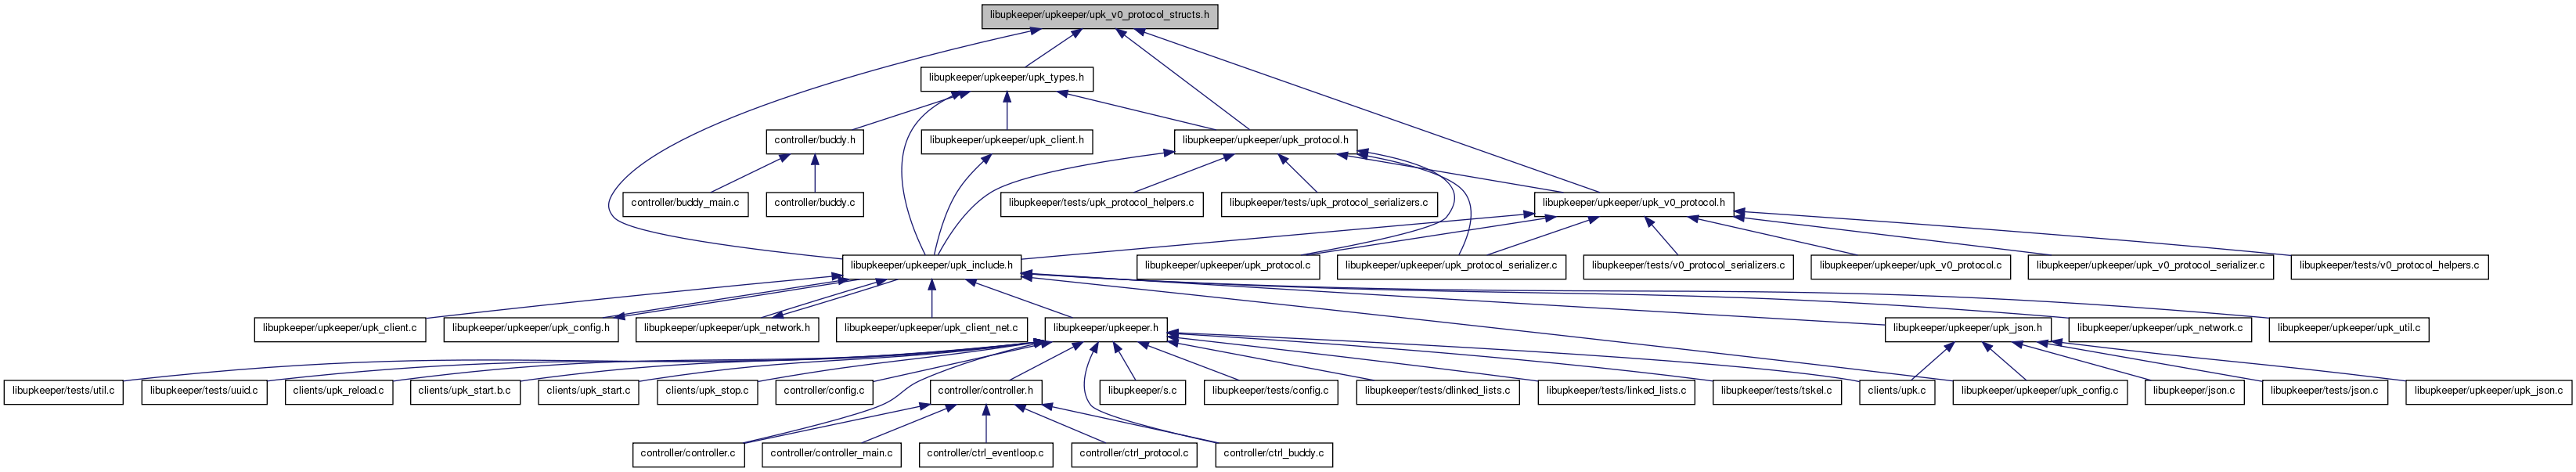 libupkeeper/upkeeper/upk_v0_protocol_structs.h
libupkeeper/upkeeper/upk_types.h
controller/buddy.h
libupkeeper/upkeeper/upk_client.h
libupkeeper/upkeeper/upk_protocol.h
controller/buddy_main.c
controller/buddy.c
libupkeeper/tests/upk_protocol_helpers.c
libupkeeper/tests/upk_protocol_serializers.c
libupkeeper/upkeeper/upk_v0_protocol.h
libupkeeper/upkeeper/upk_include.h
libupkeeper/upkeeper/upk_protocol.c
libupkeeper/upkeeper/upk_protocol_serializer.c
libupkeeper/tests/v0_protocol_serializers.c
libupkeeper/upkeeper/upk_v0_protocol.c
libupkeeper/upkeeper/upk_v0_protocol_serializer.c
libupkeeper/tests/v0_protocol_helpers.c
libupkeeper/upkeeper/upk_client.c
libupkeeper/upkeeper/upk_config.h
libupkeeper/upkeeper/upk_network.h
libupkeeper/upkeeper/upk_client_net.c
libupkeeper/upkeeper.h
libupkeeper/upkeeper/upk_json.h
libupkeeper/upkeeper/upk_network.c
libupkeeper/upkeeper/upk_util.c
libupkeeper/tests/util.c
libupkeeper/tests/uuid.c
clients/upk_reload.c
clients/upk_start.b.c
clients/upk_start.c
clients/upk_stop.c
controller/config.c
controller/controller.h
libupkeeper/s.c
libupkeeper/tests/config.c
libupkeeper/tests/dlinked_lists.c
libupkeeper/tests/linked_lists.c
libupkeeper/tests/tskel.c
clients/upk.c
libupkeeper/upkeeper/upk_config.c
libupkeeper/json.c
libupkeeper/tests/json.c
libupkeeper/upkeeper/upk_json.c
controller/controller.c
controller/controller_main.c
controller/ctrl_eventloop.c
controller/ctrl_protocol.c
controller/ctrl_buddy.c